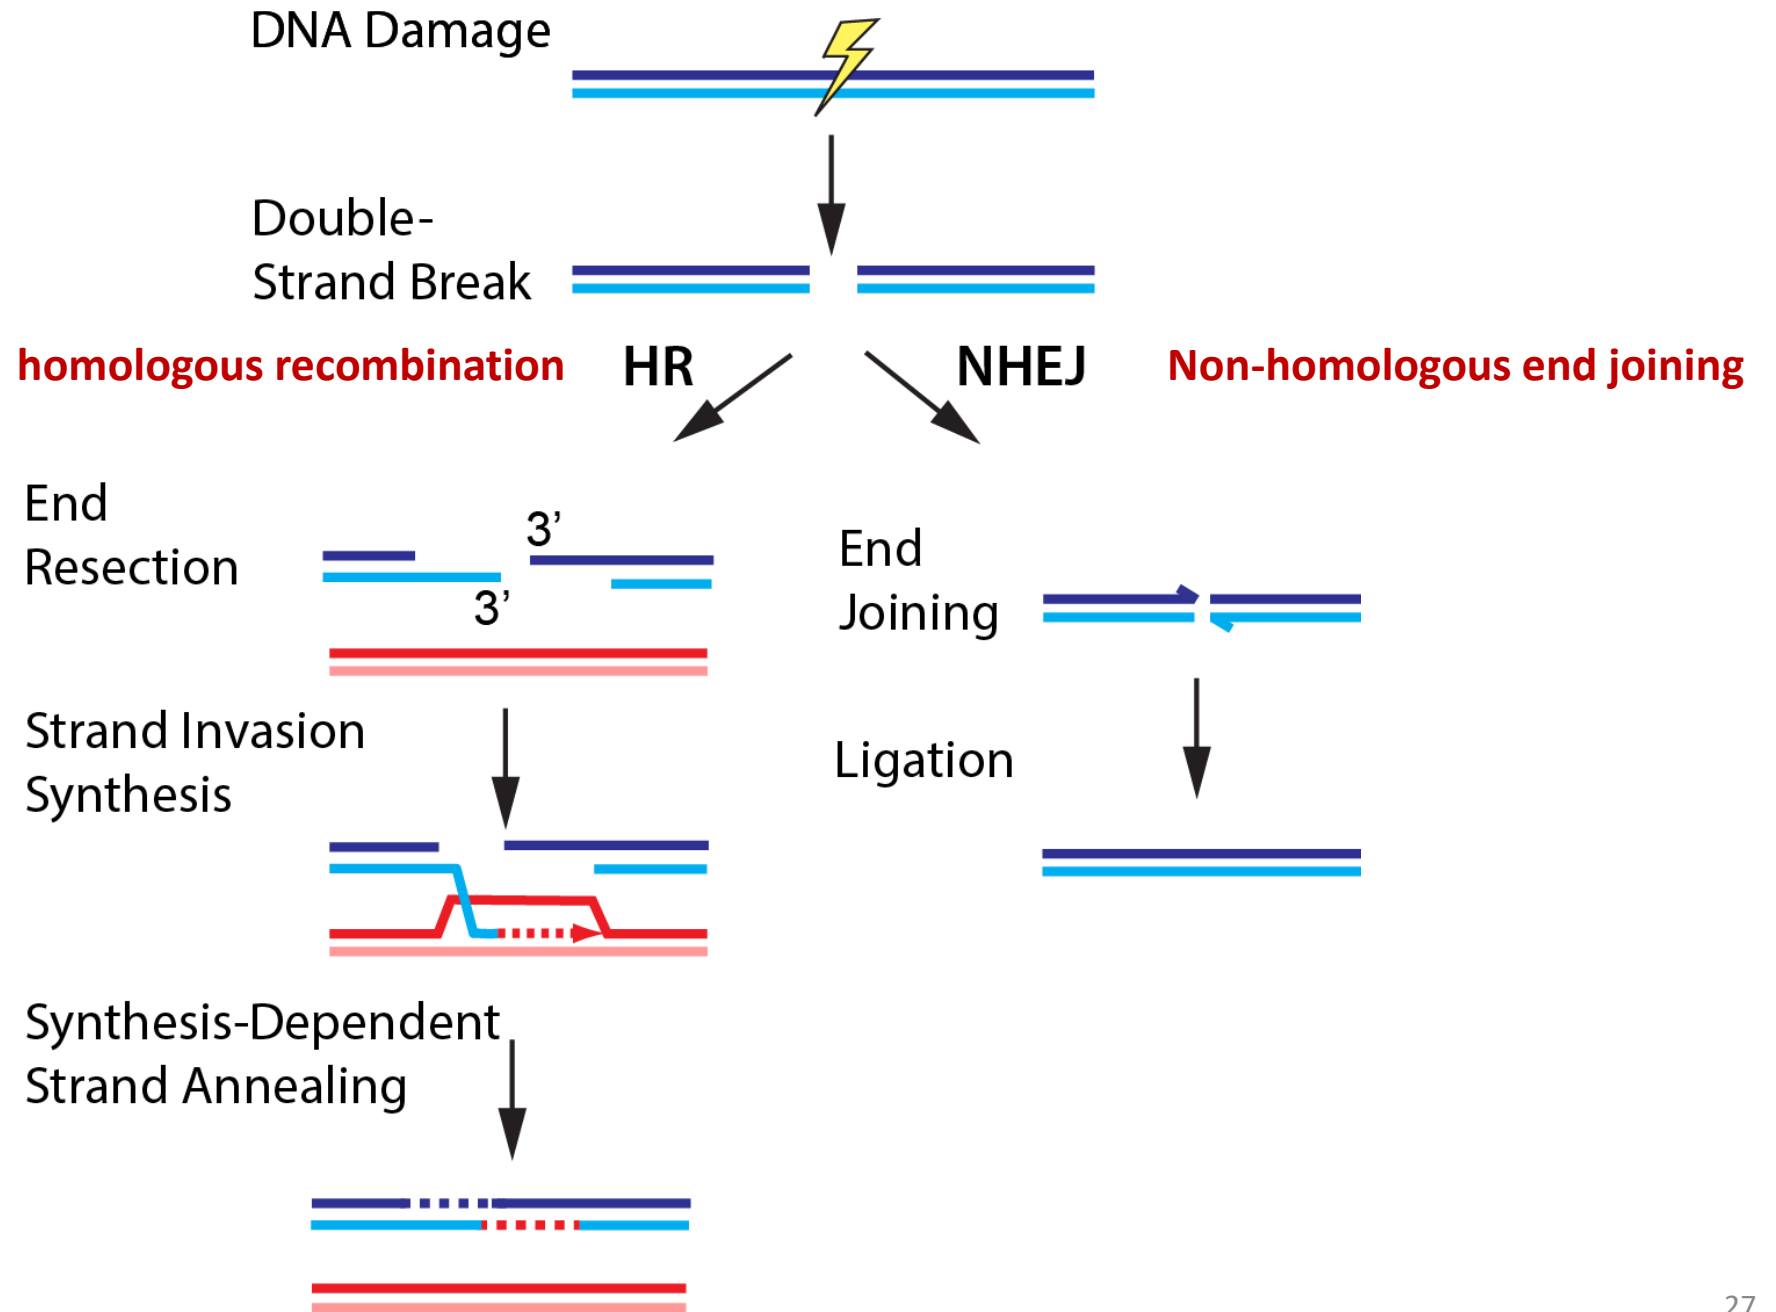 DNA Damage
Double-
Strand Break
homologous recombination HR NHEJ Non-homologous end joining
End
Resection
3’
3’
End
Joining
Strand Invasion
Synthesis
Ligation
Synthesis-Dependent
Strand Annealing
27